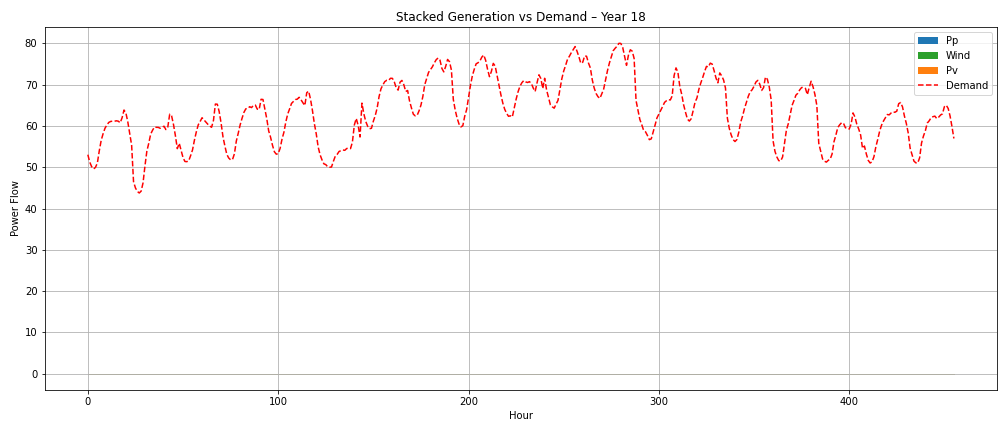 Stacked Generation vs Demand – Year 18
Pp
Wind
Pv
Demand
Power Flow
80
70
60
50
40
30
20
10
0
0 100 200 300 400
Hour